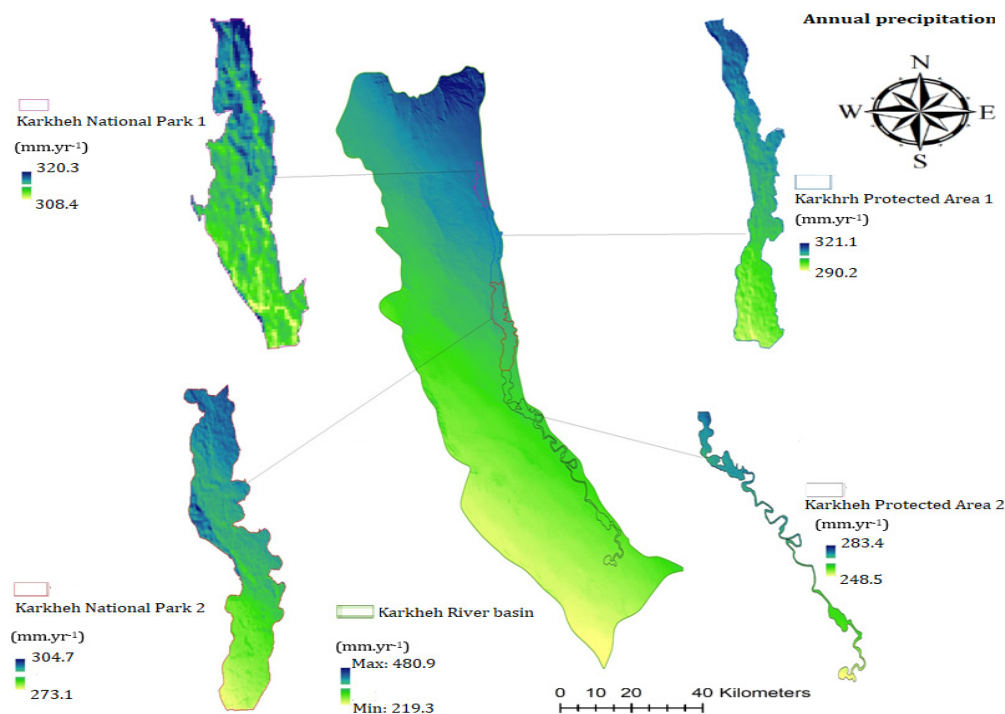 Annual precipitation
N
W
E
S
Karkheh National Park 1
(mm.yr-1)
320.3
308.4
Karkhrh Protected Area 1
(mm.yr-1)
321.1
290.2
Karkheh Protected Area 2
(mm.yr-1)
283.4
248.5
Karkheh National Park 2
(mm.yr-1)
304.7
273.1
Karkheh River basin
(mm.yr-1)
Max: 480.9
Min: 219.3
0 10 20 40 Kilometers